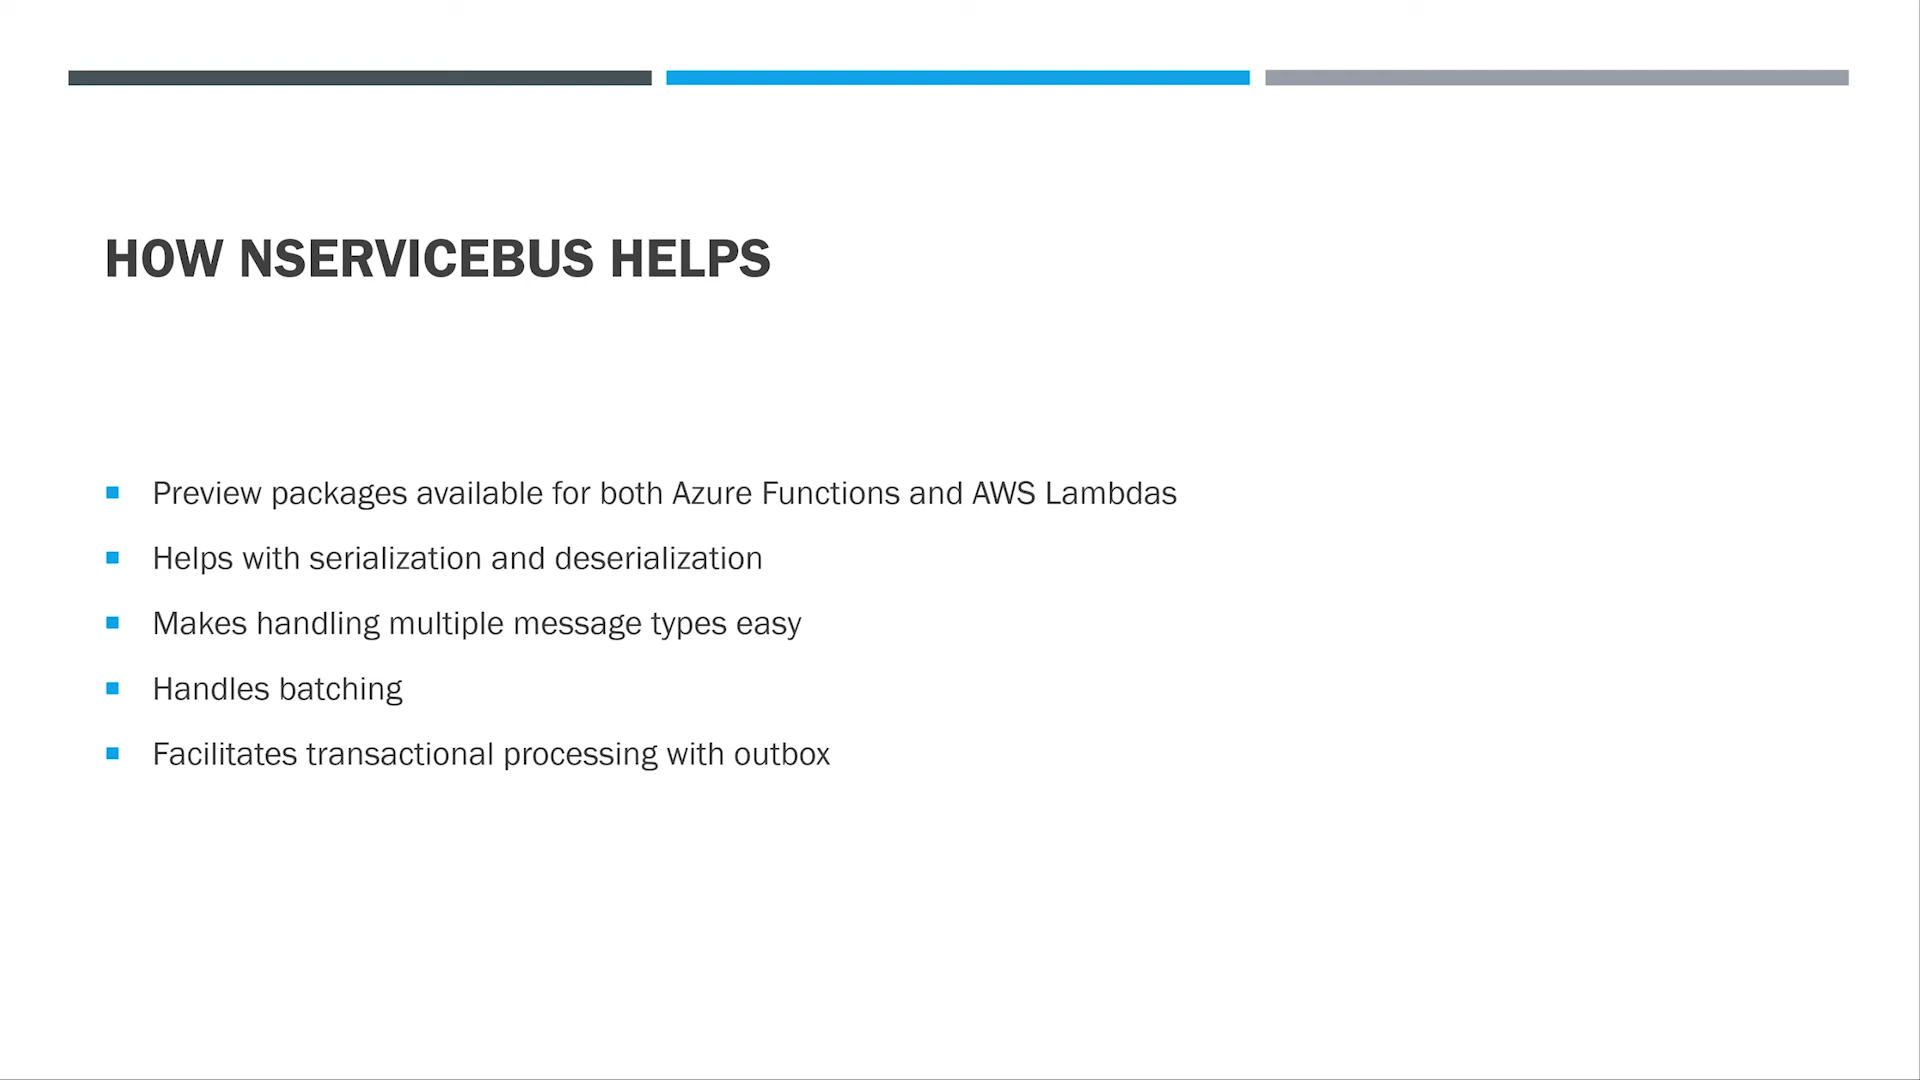 HOW NSERVICEBUS HELPS
Preview packages available for both Azure Functions and AWS Lambdas
Helps with serialization and deserialization
Makes handling multiple message types easy
Handles batching
Facilitates transactional processing with outbox